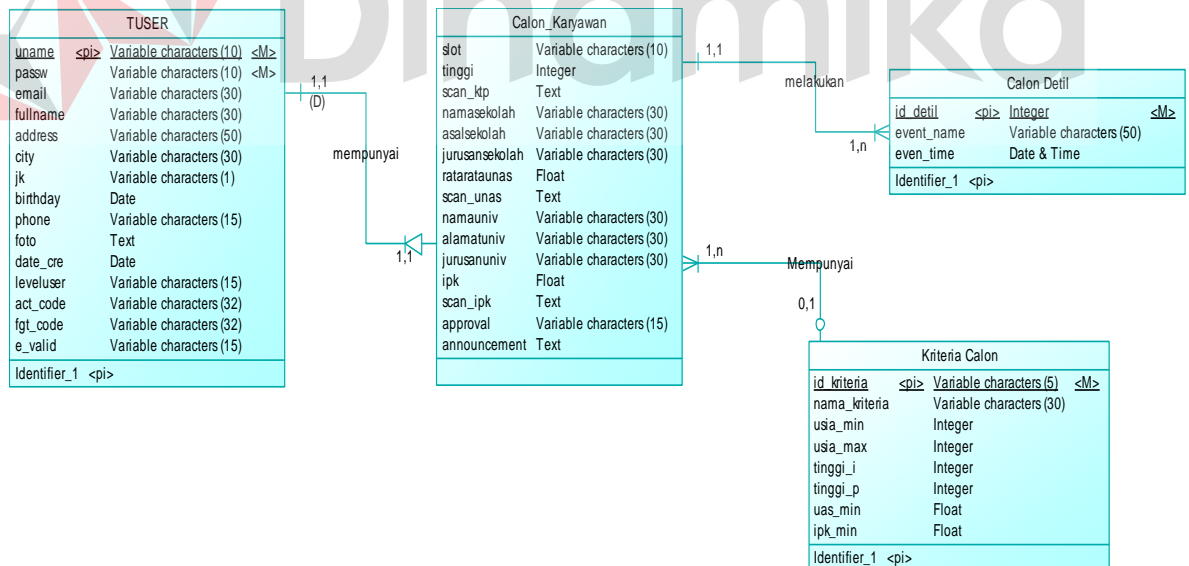 Dinamika
TUSER
uname <pi> Variable characters (10) <M>
passw Variable characters (10) <M>
email Variable characters (30)
fullname Variable characters (30)
address Variable characters (50)
city Variable characters (30)
jk Variable characters (1)
birthday Date
phone Variable characters (15)
foto Text
date_cre Date
leveluser Variable characters (15)
act_code Variable characters (32)
fgt_code Variable characters (32)
e_valid Variable characters (15)
Identifier_1 <pi>
1,1
(D)
mempunyai
1,1
Calon_Karyawan
slot Variable characters (10)
tinggi Integer
scan_ktp Text
namasekolah Variable characters (30)
asalsekolah Variable characters (30)
jurusansekolah Variable characters (30)
ratarataunas Float
scan_unas Text
namauniv Variable characters (30)
alamatuniv Variable characters (30)
jurusanuniv Variable characters (30)
ipk Float
scan_ipk Text
approval Variable characters (15)
announcement Text
1,1
melakukan
1,n
Calon Detil
id_detil <pi> Integer <M>
event_name Variable characters (50)
even_time Date & Time
Identifier_1 <pi>
1,n
Mempunyai
0,1
Kriteria Calon
id_kriteria <pi> Variable characters (5) <M>
nama_kriteria Variable characters (30)
usia_min Integer
usia_max Integer
tinggi_i Integer
tinggi_p Integer
uas_min Float
ipk_min Float
Identifier_1 <pi>